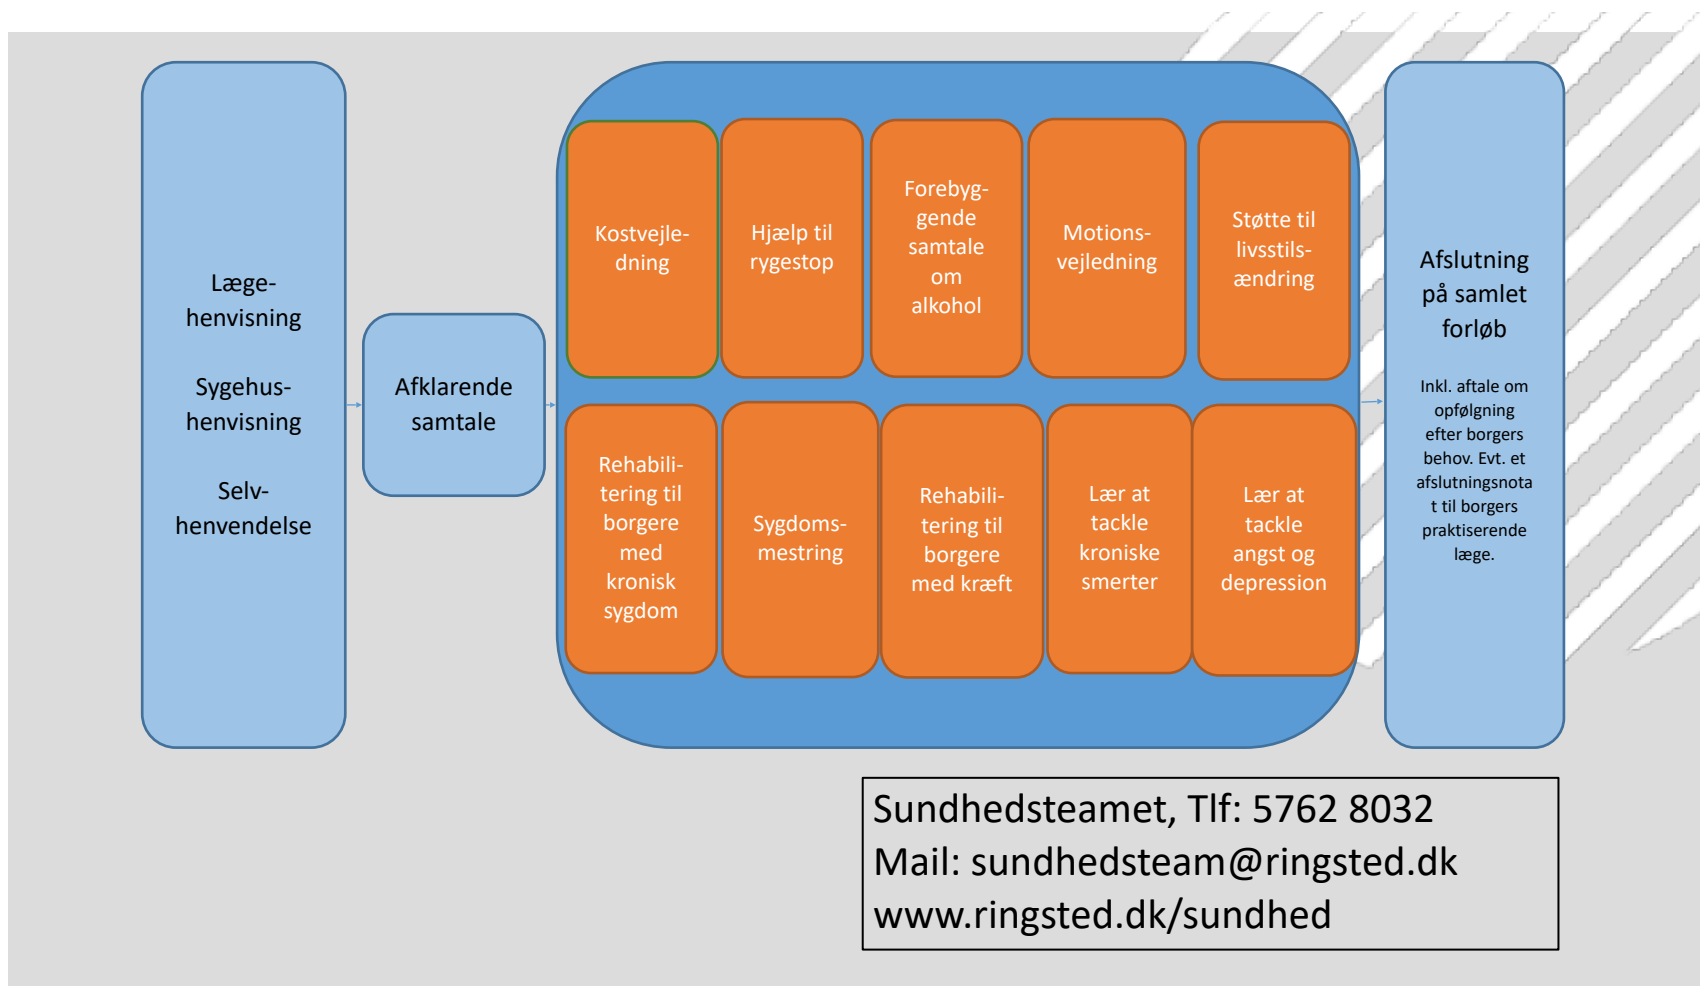 Læge-
henvisning
Sygehus-
henvisning
Selv-
henvendelse
Afklarende
samtale
Kostvejle-
dning
Hjælp til
rygestop
Forebyg-
gende
samtale
om
alkohol
Motions-
vejledning
Støtte til
livsstils-
ændring
Rehabili-
tering til
borgere
med
kronisk
sygdom
Sygdoms-
mestring
Rehabili-
tering til
borgere
med kræft
Lær at
tackle
kroniske
smerter
Lær at
tackle
angst og
depression
Afslutning
på samlet
forløb
Inkl. aftale om
opfølgning
efter borgers
behov. Evt. et
afslutningsnota
t til borgers
praktiserende
læge.
Sundhedsteamet, Tlf: 5762 8032
Mail: sundhedsteam@ringsted.dk
www.ringsted.dk/sundhed